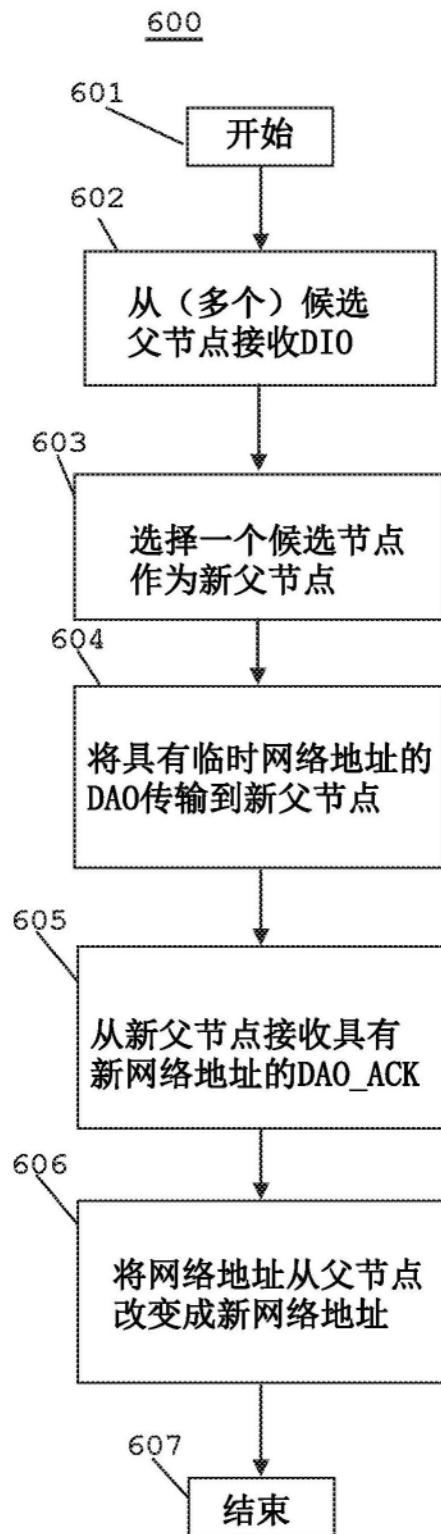 600
601
开始
602
从（多个）候选
父节点接收DIO
603
选择一个候选节点
作为新父节点
604
将具有临时网络地址的
DAO传输到新父节点
605
从新父节点接收具有
新网络地址的DAO_ACK
606
将网络地址从父节点
改变成新网络地址
607
结束